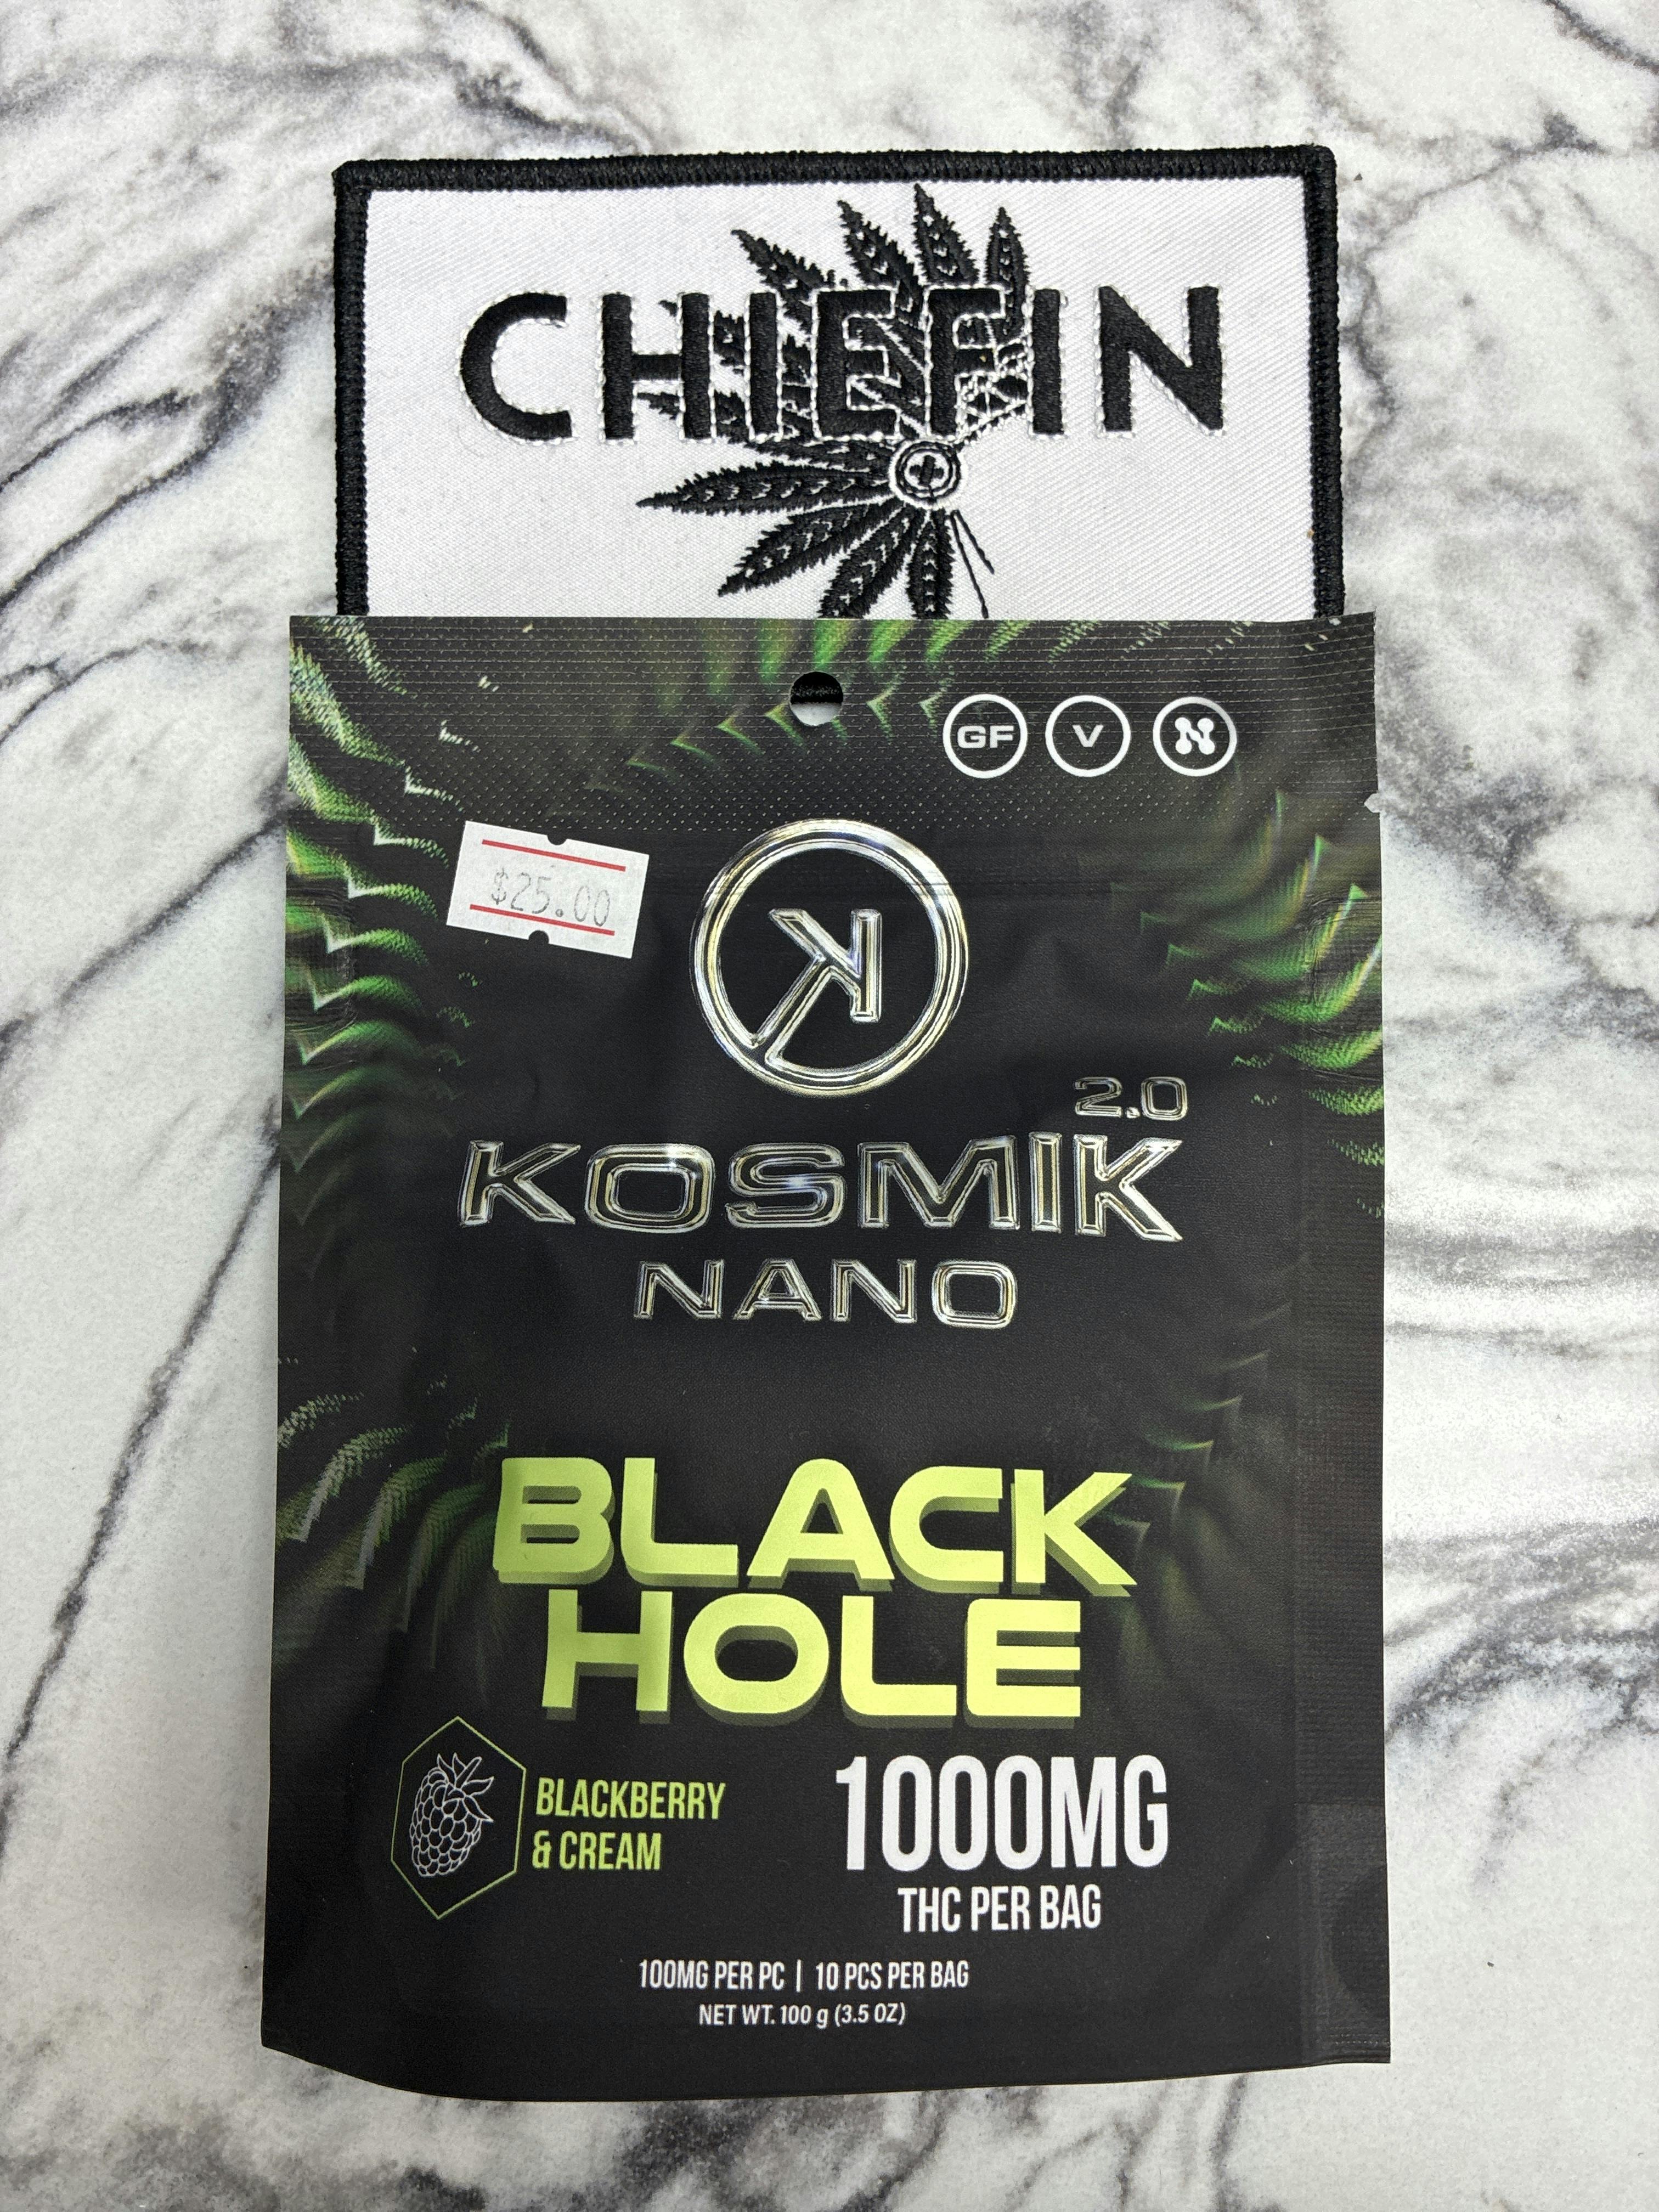 CHIEFIN
GF V N
$25.00
K
2.0
KOSMIK
NANO
BLACK
HOLE
BLACKBERRY
& CREAM
1000MG
THC PER BAG
100MG PER PC | 10 PCS PER BAG
NET WT. 100 g (3.5 OZ)